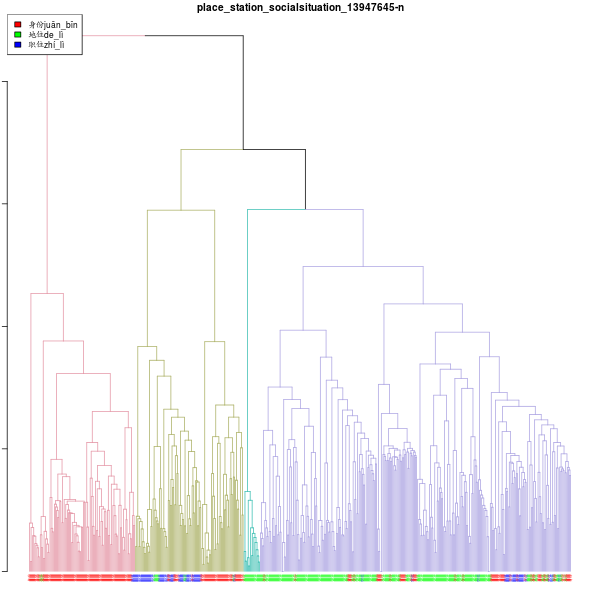 place_station_socialsituation_13947645-n
身份juān_bīn
地位de_lì
职位zhí_lì